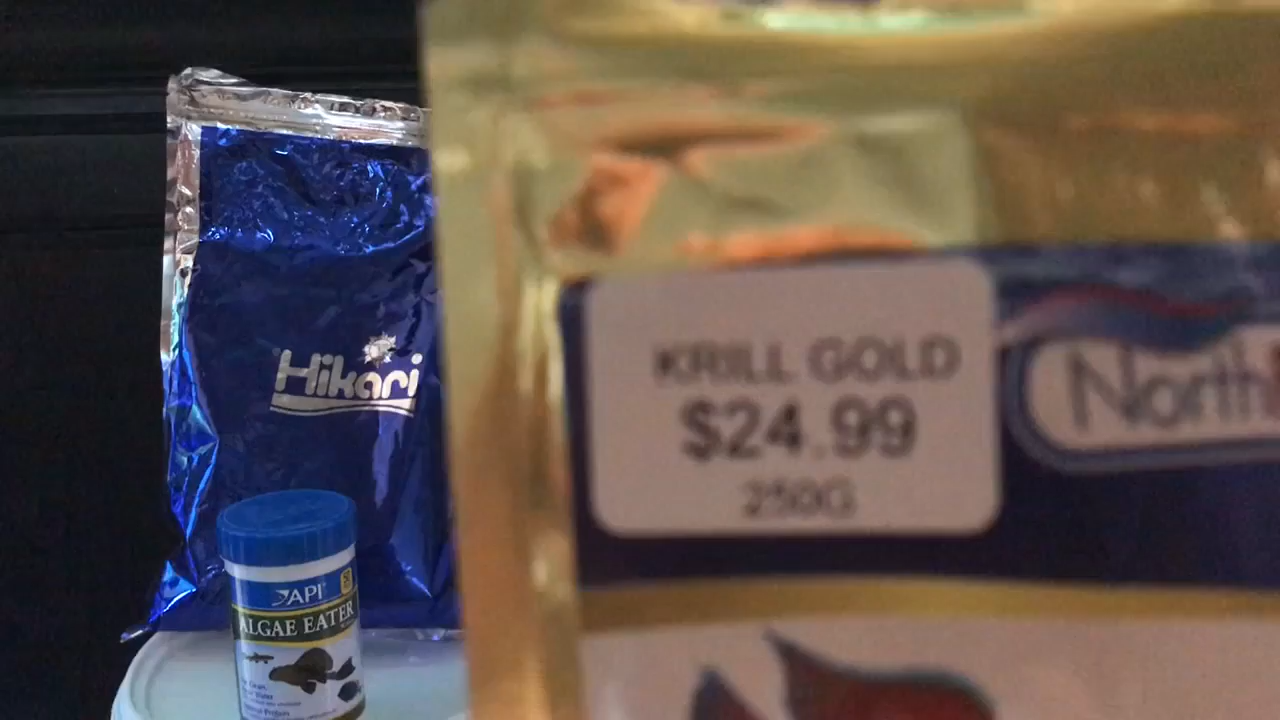 Hikari
API
ALGAE EATER
KRILL GOLD
$24.99
250G
North